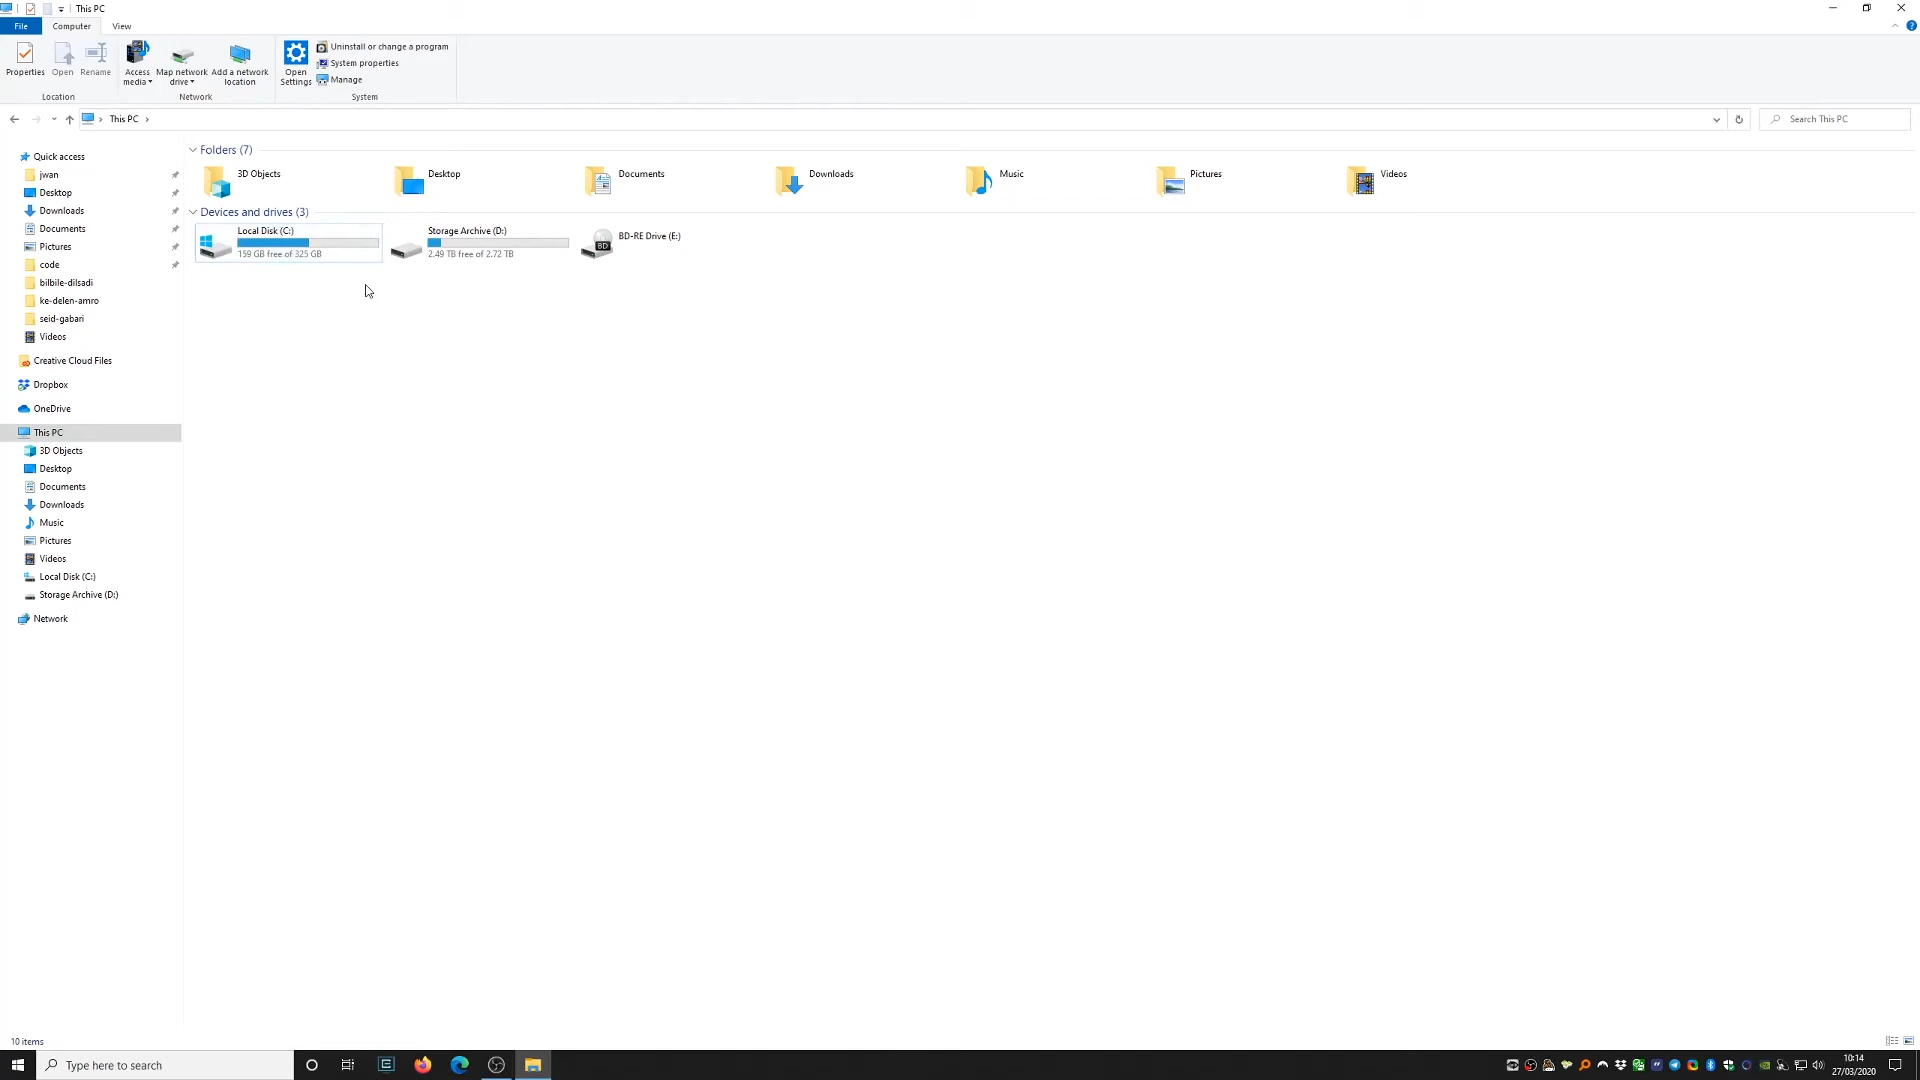 This PC
File
Computer
View
Properties
Open
Rename
Access
media
Map network
drive
Add a network
location
Open
Settings
Uninstall or change a program
System properties
Manage
Location
Network
System
This PC
Search This PC
Quick access
jwan
Desktop
Downloads
Documents
Pictures
code
bilbile-dilsadi
ke-delen-amro
seid-gabari
Videos
Creative Cloud Files
Dropbox
OneDrive
This PC
3D Objects
Desktop
Documents
Downloads
Music
Pictures
Videos
Local Disk (C:)
Storage Archive (D:)
Network
Folders (7)
3D Objects
Desktop
Documents
Downloads
Music
Pictures
Videos
Devices and drives (3)
Local Disk (C:)
159 GB free of 325 GB
Storage Archive (D:)
2.49 TB free of 2.72 TB
BD
BD-RE Drive (E:)
10 items
Type here to search
10:14
27/03/2020